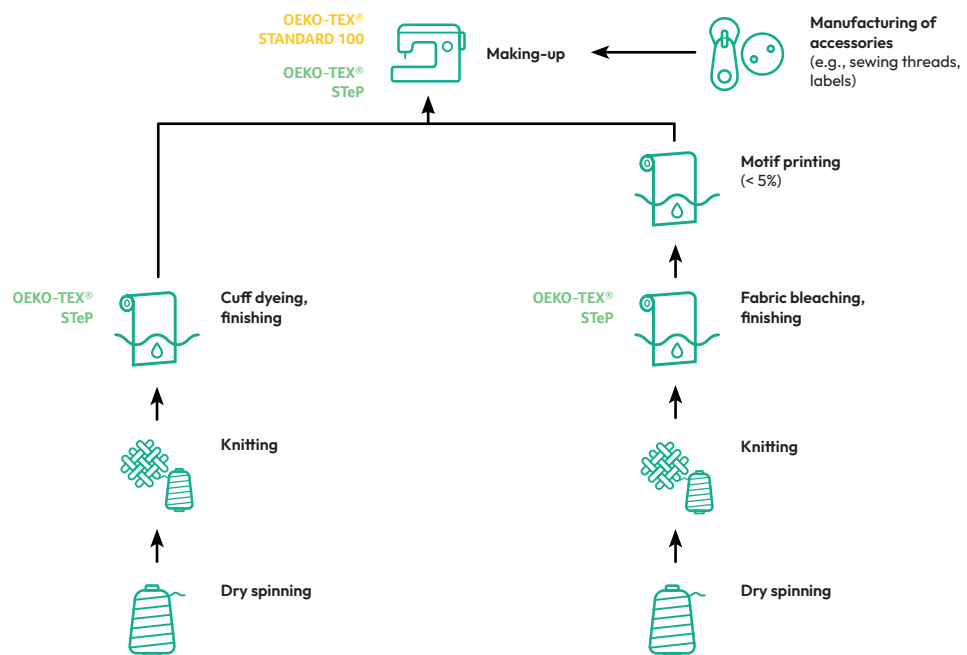 OEKO-TEX®
STANDARD 100
OEKO-TEX®
STeP
Making-up
Manufacturing of
accessories
(e.g., sewing threads,
labels)
Motif printing
(< 5%)
OEKO-TEX®
STeP
Cuff dyeing,
finishing
OEKO-TEX®
STeP
Fabric bleaching,
finishing
Knitting
Knitting
Dry spinning
Dry spinning